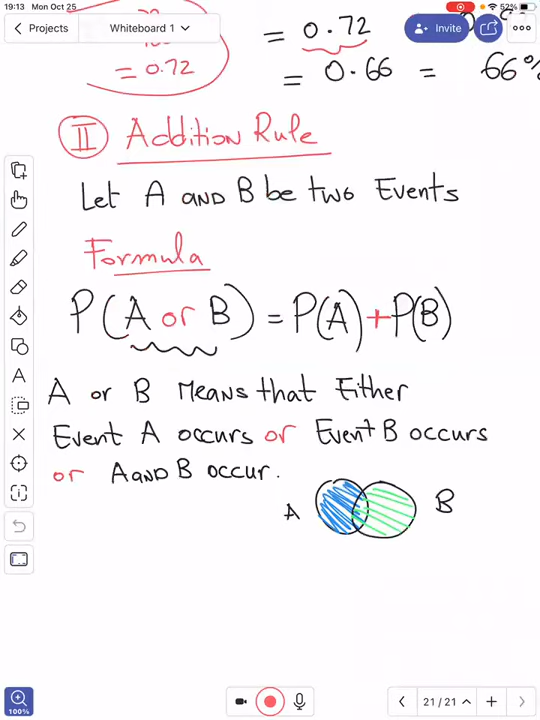 19:13 Mon Oct 25
52%
Projects
Whiteboard 1
Invite
= 0.72
= 0.72
= 0.66 = 66%
II Addition Rule
Let A AND B be two Events
Formula
P(A or B) = P(A) + P(B)
A or B Means that Either
Event A occurs or Event B occurs
or A AND B occur.
A B
A
100%
21/21